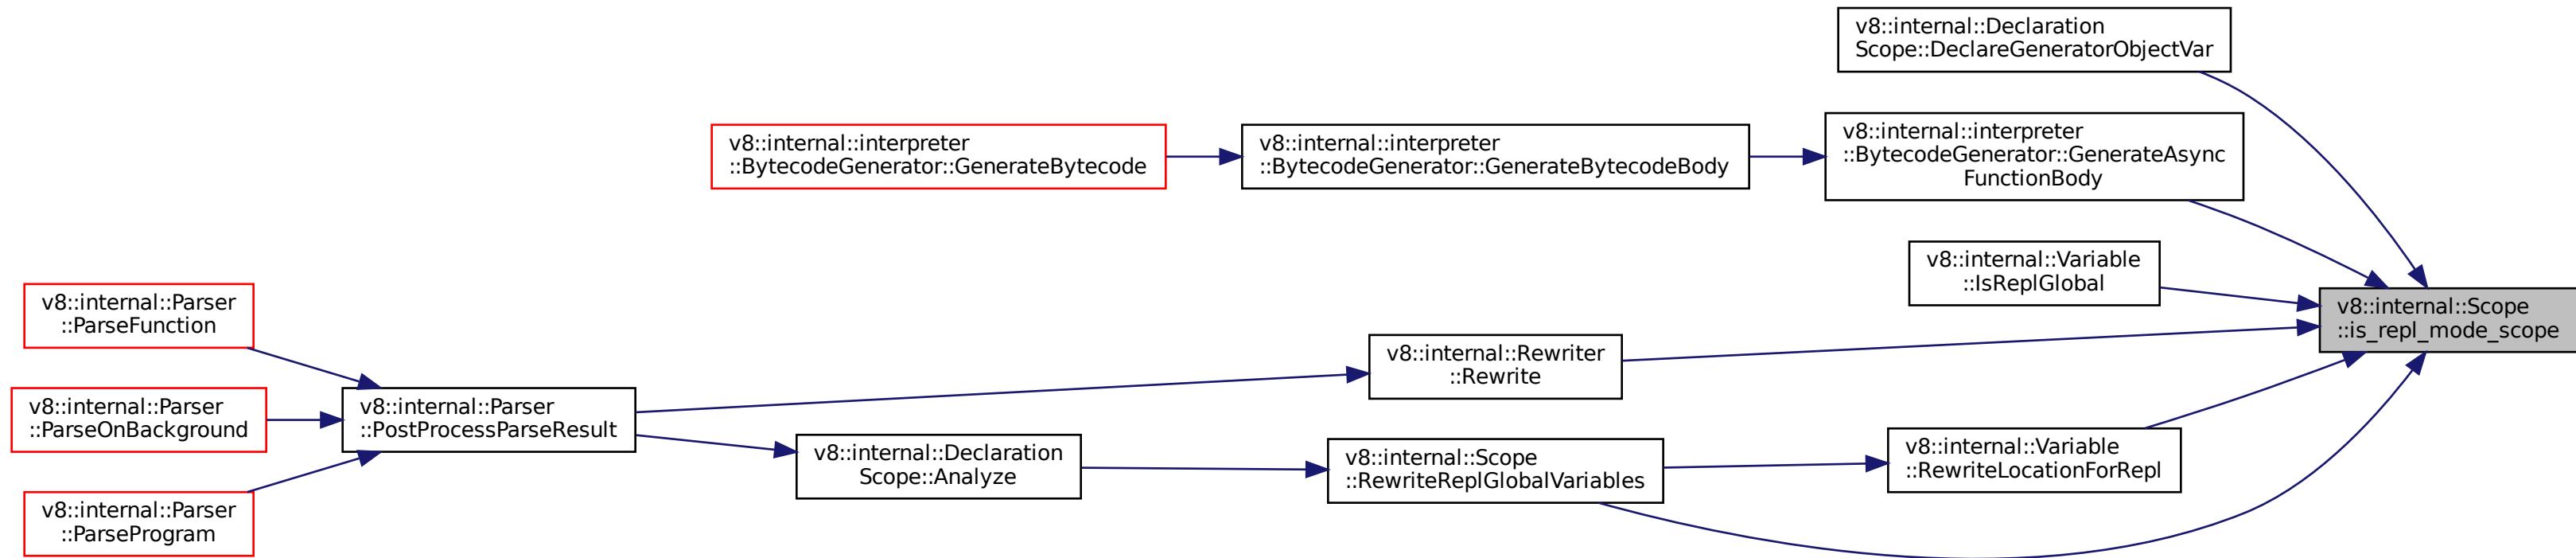 v8::internal::Declaration
Scope::DeclareGeneratorObjectVar
v8::internal::interpreter
::BytecodeGenerator::GenerateBytecode
v8::internal::interpreter
::BytecodeGenerator::GenerateBytecodeBody
v8::internal::interpreter
::BytecodeGenerator::GenerateAsync
FunctionBody
v8::internal::Variable
::IsReplGlobal
v8::internal::Scope
::is_repl_mode_scope
v8::internal::Parser
::ParseFunction
v8::internal::Rewriter
::Rewrite
v8::internal::Parser
::ParseOnBackground
v8::internal::Parser
::PostProcessParseResult
v8::internal::Declaration
Scope::Analyze
v8::internal::Scope
::RewriteReplGlobalVariables
v8::internal::Variable
::RewriteLocationForRepl
v8::internal::Parser
::ParseProgram